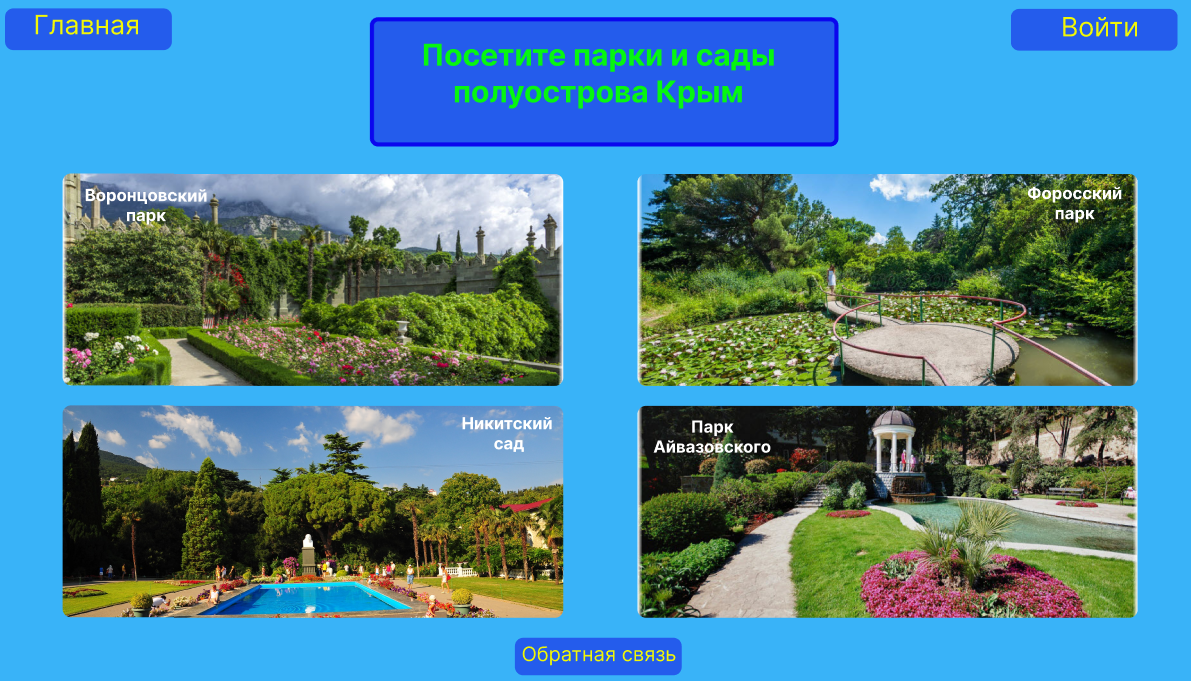 Главная
Войти
Посетите парки и сады
полуострова Крым
Воронцовский
парк
Форосский
парк
Никитский
сад
Парк
Айвазовского
Обратная связь